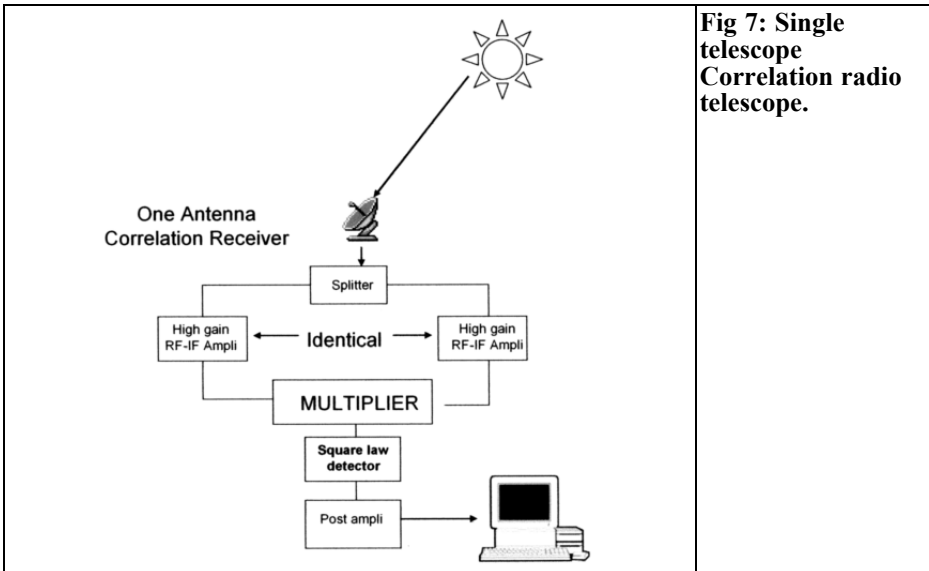 Fig 7: Single
telescope
Correlation radio
telescope.
One Antenna
Correlation Receiver
Splitter
High gain
RF-IF Ampli
Identical
High gain
RF-IF Ampli
MULTIPLIER
Square law
detector
Post ampli